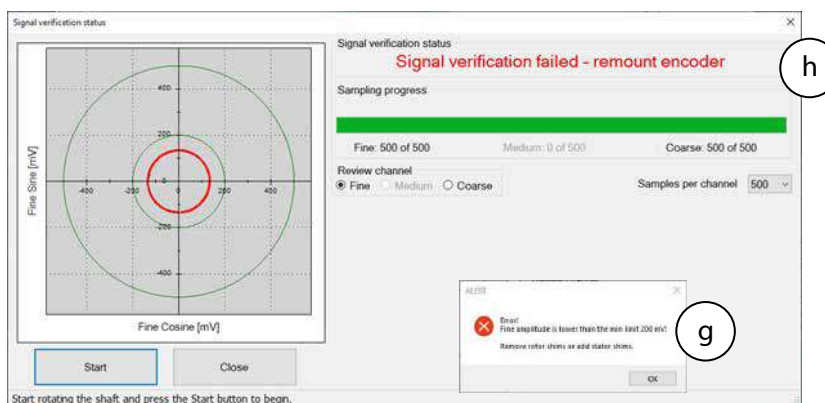 Signal verification status
Signal verification status
Signal verification failed - remount encoder
h
Sampling progress
Fine: 500 of 500
Medium: 0 of 500
Coarse: 500 of 500
Review channel
Fine
Medium
Coarse
Samples per channel
500
Fine Sine [mV]
400
200
-400
-200
0
0
200
400
-200
-400
Fine Cosine [mV]
ALERT
Error!
Fine amplitude is lower than the min limit 200 mV!
Remove rotor shims or add stator shims.
OK
g
Start
Close
Start rotating the shaft and press the Start button to begin.